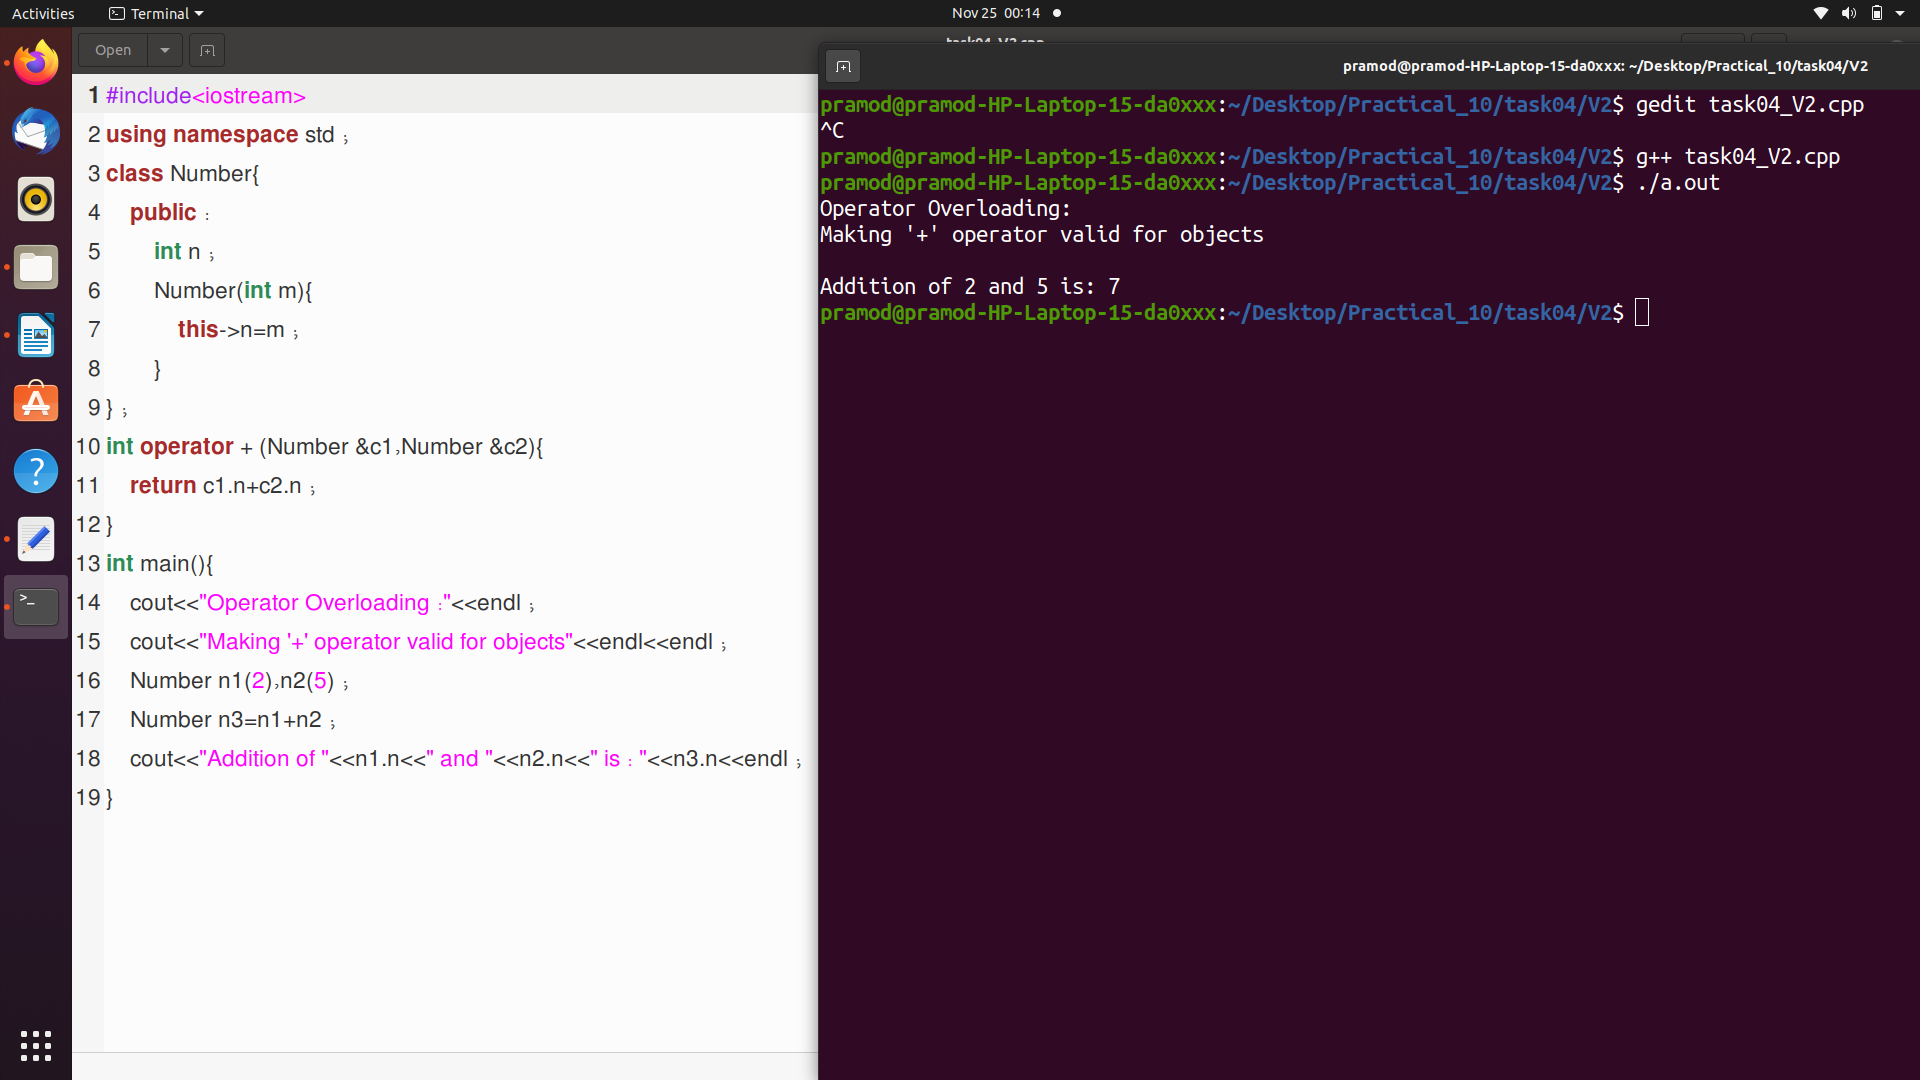 Activities
Terminal
Nov 25 00:14
Open
1 #include<iostream>
2 using namespace std ;
3 class Number{
4 public :
5 int n ;
6 Number(int m){
7 this->n=m ;
8 }
9 } ;
10 int operator + (Number &c1,Number &c2){
11 return c1.n+c2.n ;
12 }
13 int main(){
14 cout<<"Operator Overloading :"<<endl ;
15 cout<<"Making '+' operator valid for objects"<<endl<<endl ;
16 Number n1(2),n2(5) ;
17 Number n3=n1+n2 ;
18 cout<<"Addition of "<<n1.n<<" and "<<n2.n<<" is : "<<n3.n<<endl ;
19 }
pramod@pramod-HP-Laptop-15-da0xxx: ~/Desktop/Practical_10/task04/V2
pramod@pramod-HP-Laptop-15-da0xxx:~/Desktop/Practical_10/task04/V2$ gedit task04_V2.cpp
^C
pramod@pramod-HP-Laptop-15-da0xxx:~/Desktop/Practical_10/task04/V2$ g++ task04_V2.cpp
pramod@pramod-HP-Laptop-15-da0xxx:~/Desktop/Practical_10/task04/V2$ ./a.out
Operator Overloading:
Making '+' operator valid for objects
Addition of 2 and 5 is: 7
pramod@pramod-HP-Laptop-15-da0xxx:~/Desktop/Practical_10/task04/V2$